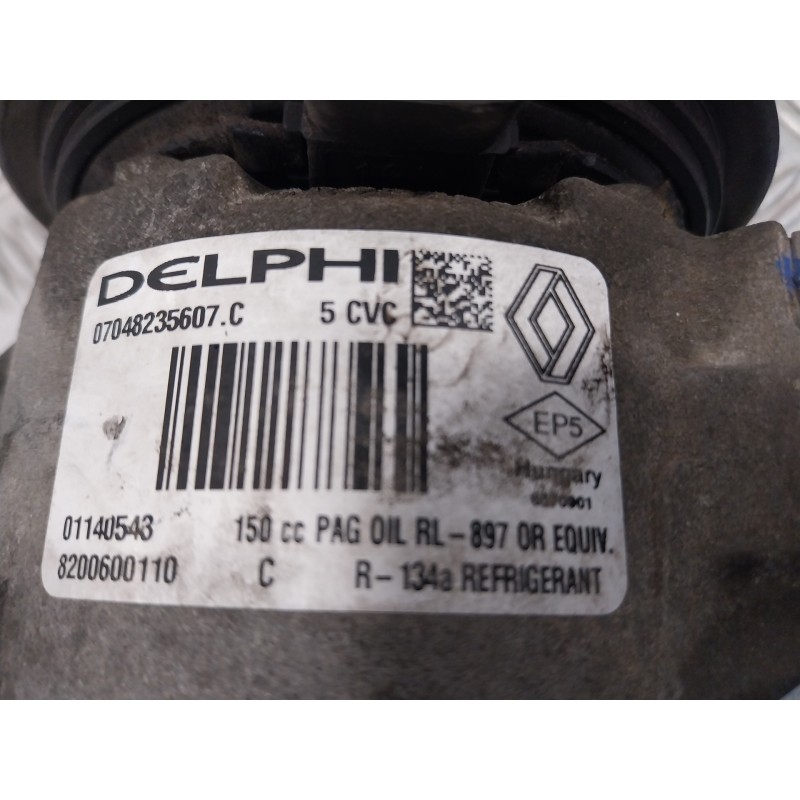 DELPHI
07048235607.C 5 CVC
EP5
Hungary
01140543 150 cc PAG OIL RL-897 OR EQUIV.
8200600110 C R-134a REFRIGERANT